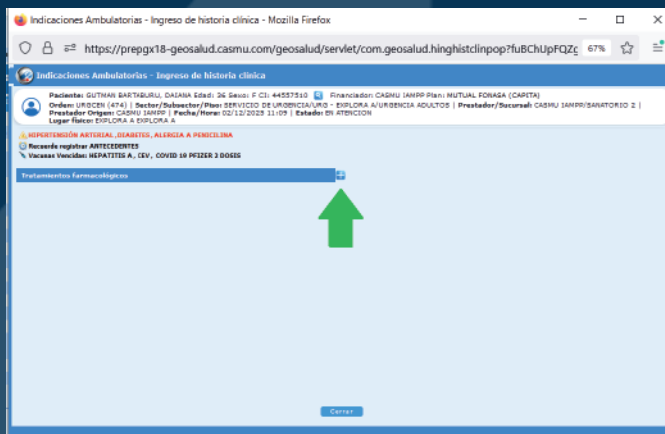 Indicaciones Ambulatorias - Ingreso de historia clínica - Mozilla Firefox
https://prepgx18-geosalud.casmu.com/geosalud/servlet/com.geosalud.hinghistclinpop?fuBChUpFQZç 67%
Indicaciones Ambulatorias - Ingreso de historia clínica
Paciente: GUTMAN BARTABURU, DAIANA Edad: 36 Sexo: F CI: 44557510 Financiador: CASMU IAMPP Plan: MUTUAL FONASA (CAPITA)
Orden: URGCEN (474) | Sector/Subsector/Piso: SERVICIO DE URGENCIA/URG - EXPLORA A/URGENCIA ADULTOS | Prestador/Sucursal: CASMU IAMPP/SANATORIO 2 |
Prestador Origen: CASMU IAMPP | Fecha/Hora: 02/12/2025 11:09 | Estado: EN ATENCION
Lugar físico: EXPLORA A EXPLORA A
HIPERTENSIÓN ARTERIAL ,DIABETES, ALERGIA A PENICILINA
Recuerde registrar ANTECEDENTES
Vacunas Vencidas: HEPATITIS A, CEV, COVID 19 PFIZER 3 DOSIS
Tratamientos farmacológicos
Cerrar